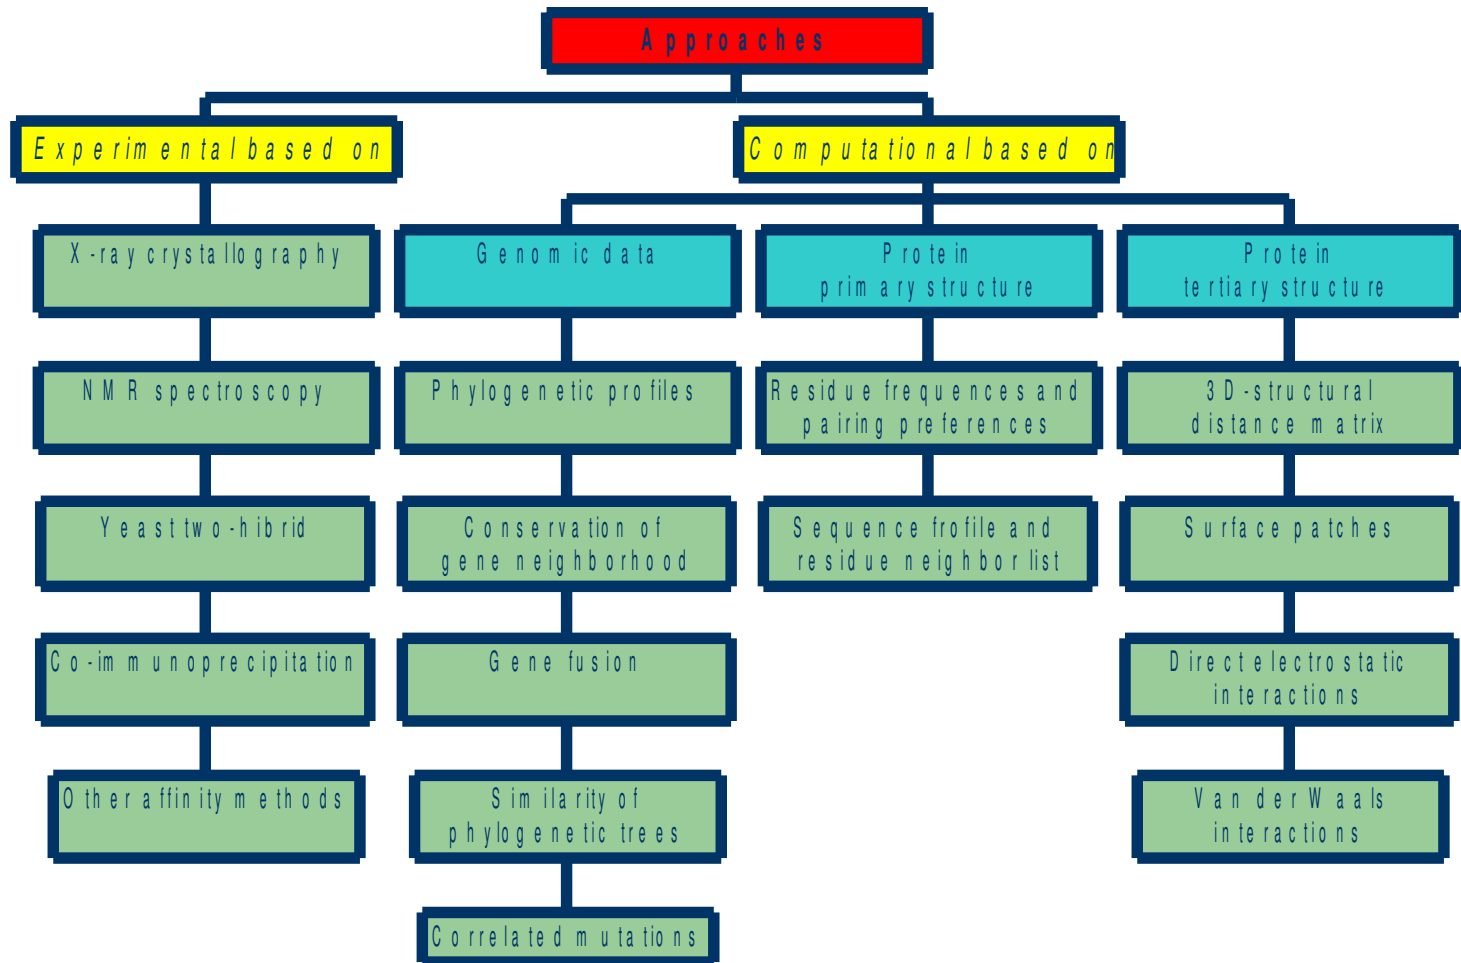 Approaches
Experimental based on
Computational based on
X-ray crystallography
Genomic data
Protein
primary structure
Protein
tertiary structure
NMR spectroscopy
Phylogenetic profiles
Residue frequences and
pairing preferences
3D-structural
distance matrix
Yeast two-hibrid
Conservation of
gene neighborhood
Sequence frofile and
residue neighbor list
Surface patches
Co-immunoprecipitation
Gene fusion
Direct electrostatic
interactions
Other affinity methods
Similarity of
phylogenetic trees
Van der Waals
interactions
Correlated mutations